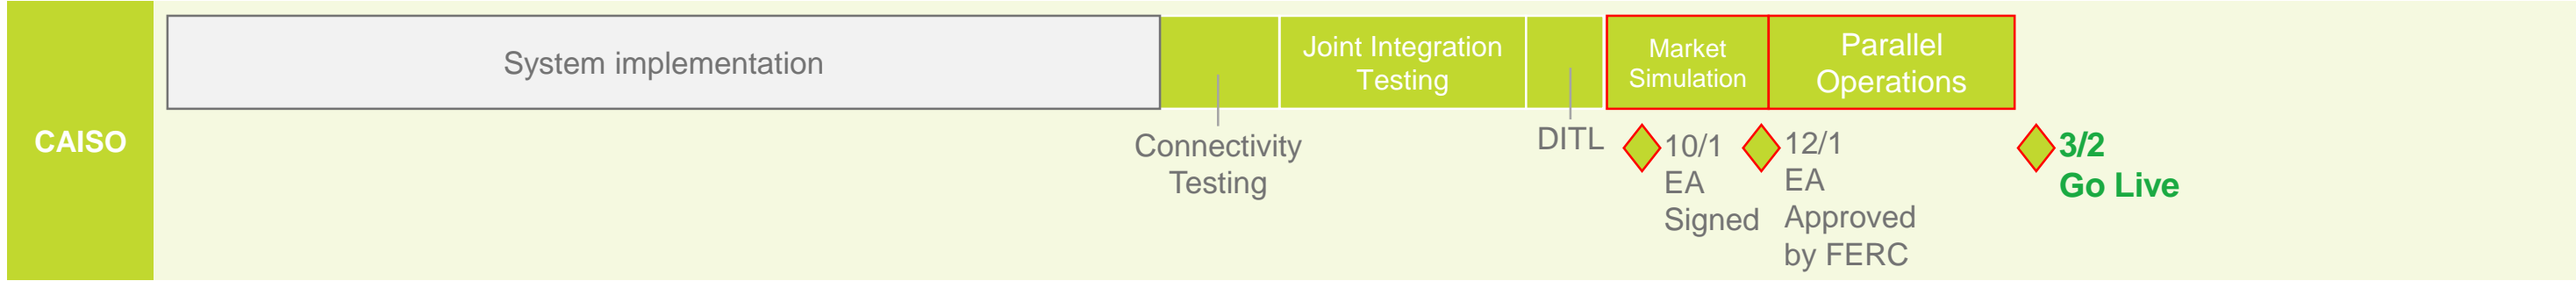 CAISO
System implementation
Connectivity
Testing
Joint Integration
Testing
DITL
Market
Simulation
Parallel
Operations
10/1
EA
Signed
12/1
EA
Approved
by FERC
3/2
Go Live